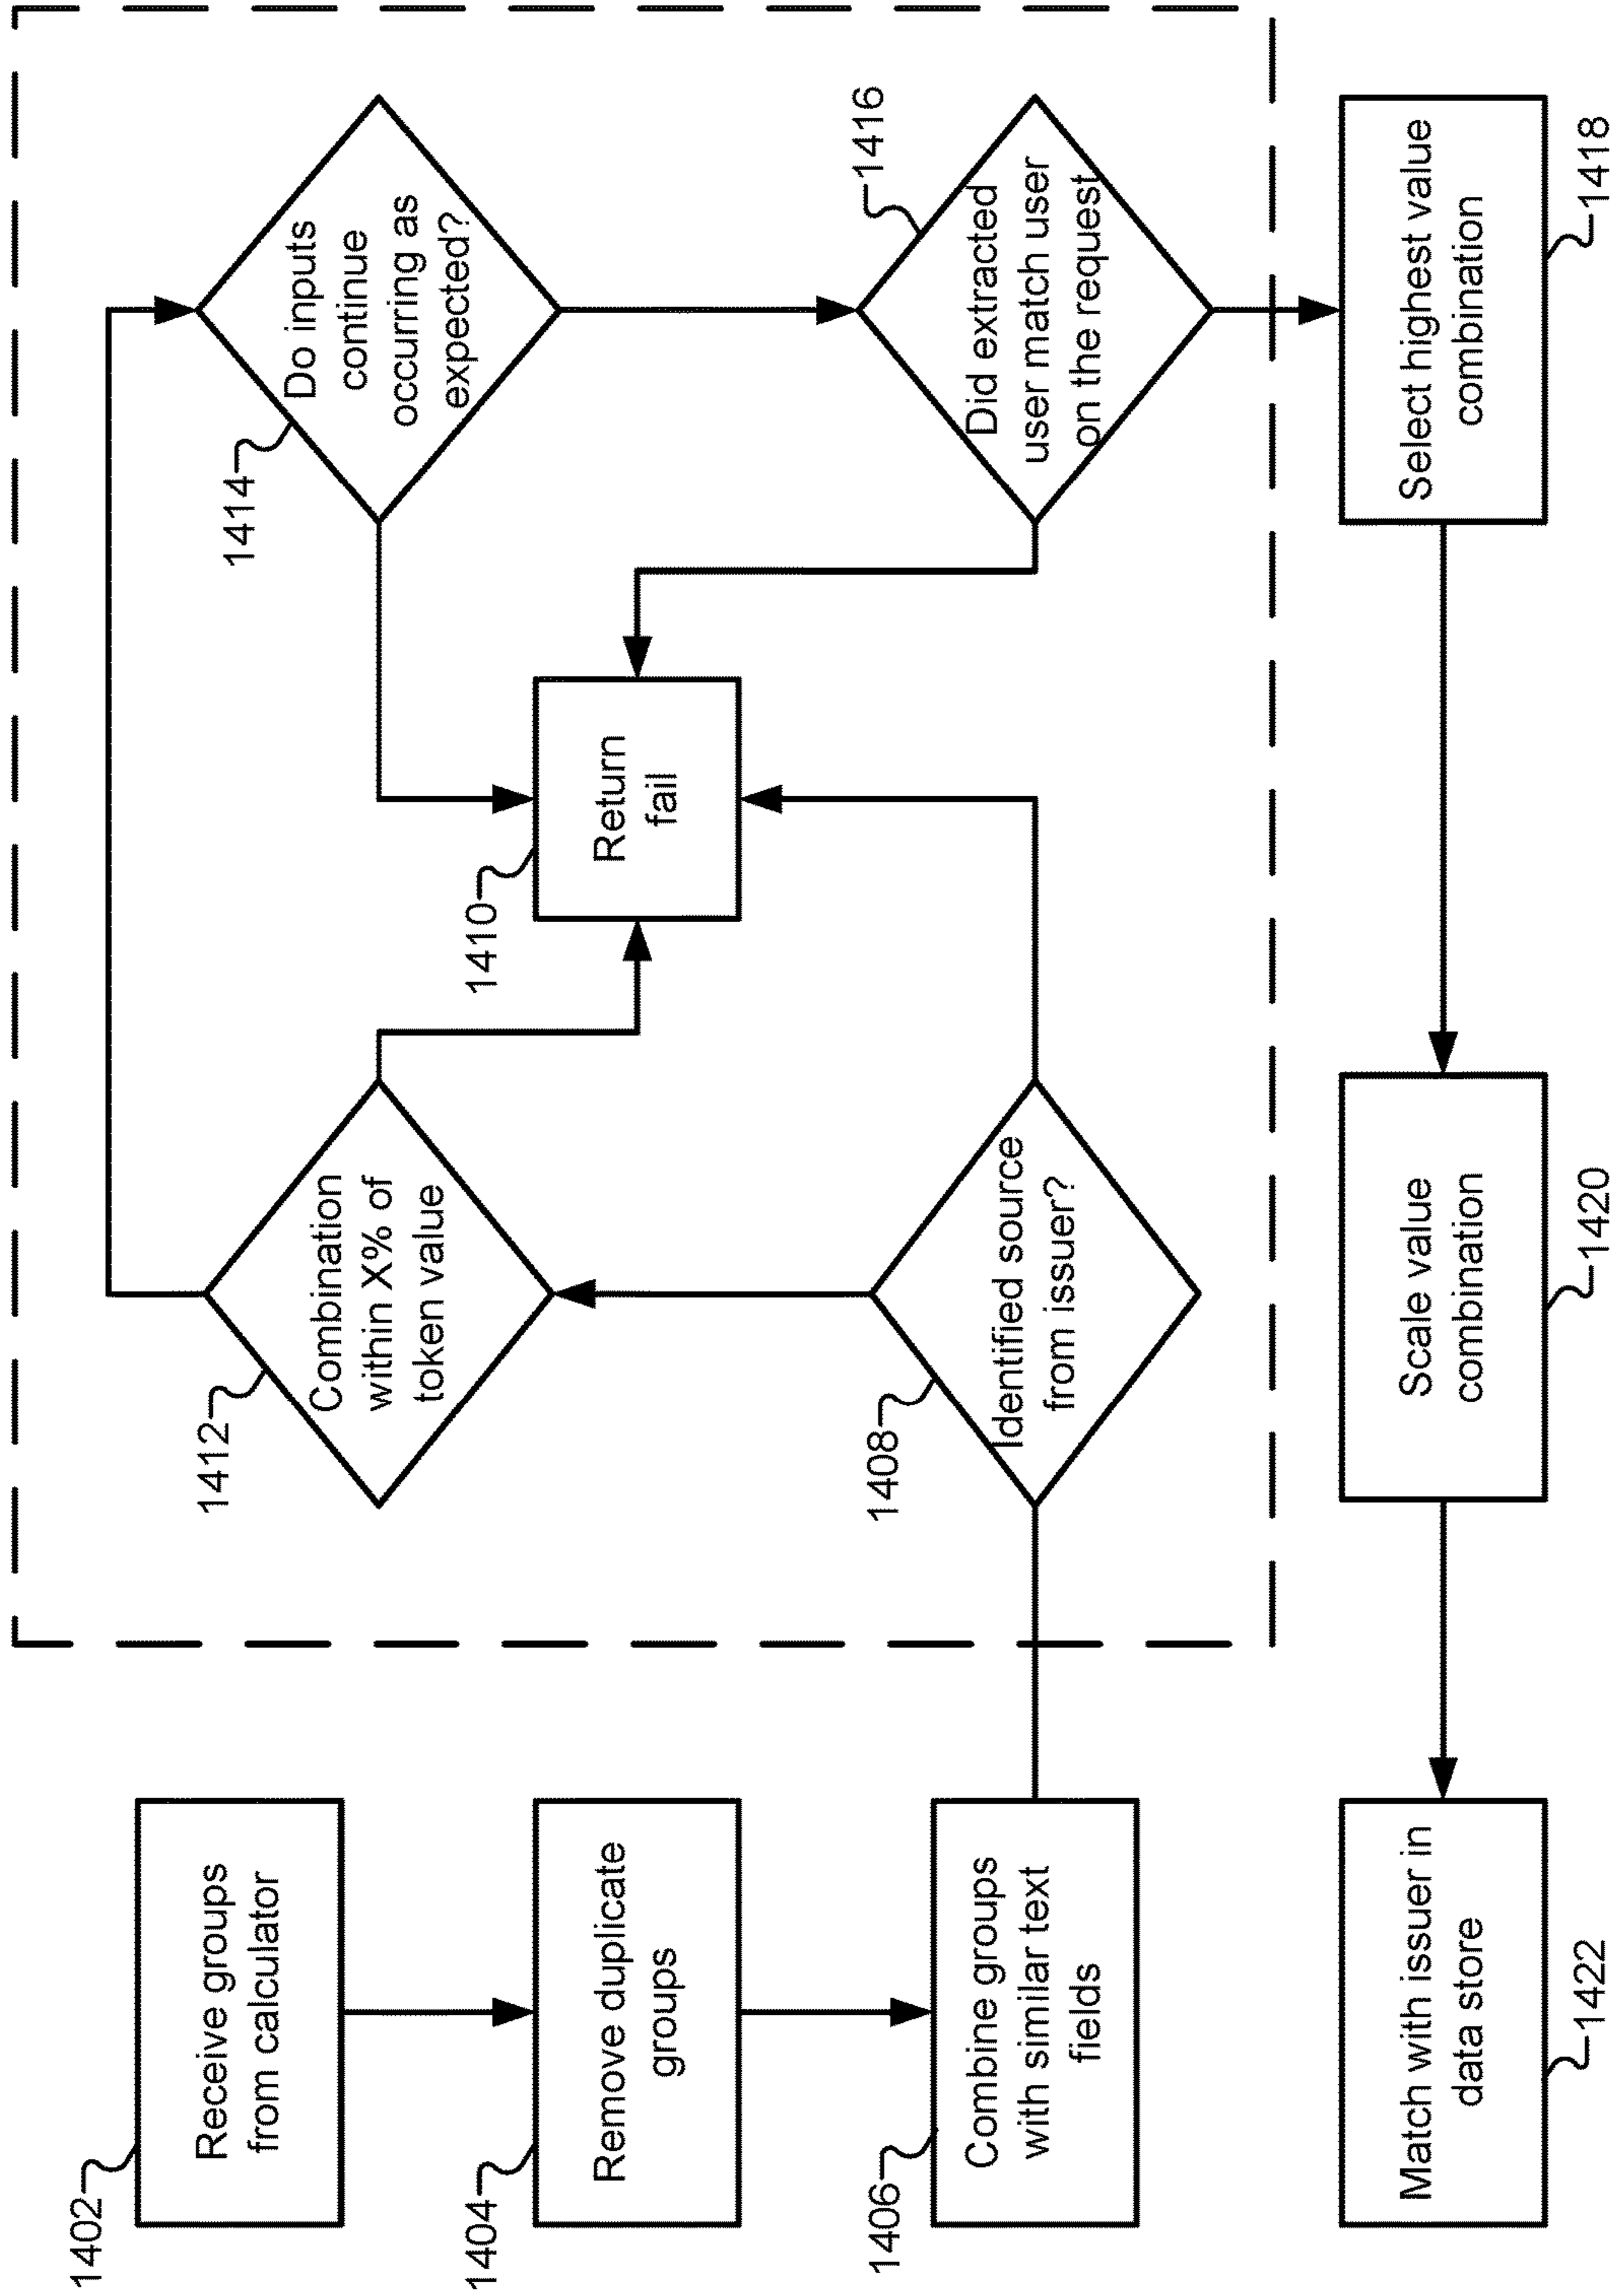 1402
Receive groups
from calculator
1404
Remove duplicate
groups
1406
Combine groups
with similar text
fields
1408
Identified source
from issuer?
1410
Return
fail
1412
Combination
within X% of
token value
1414
Do inputs
continue
occurring as
expected?
1416
Did extracted
user match user
on the request
Select highest value
combination
1418
Scale value
combination
1420
Match with issuer in
data store
1422